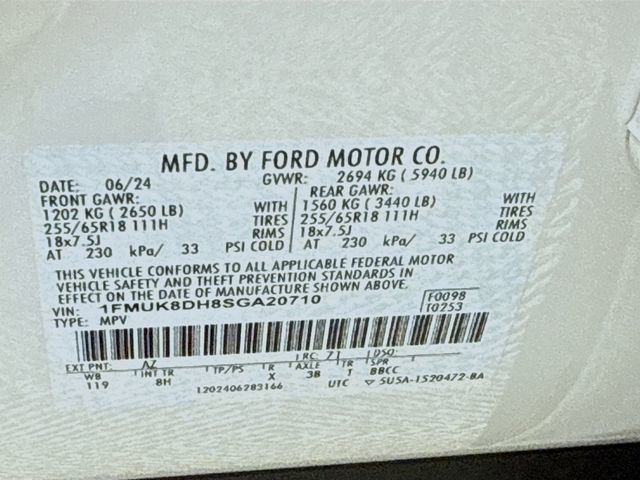 MFD. BY FORD MOTOR CO.
DATE: 06/24 GVWR: 2694 KG ( 5940 LB)
FRONT GAWR: REAR GAWR:
1202 KG ( 2650 LB) WITH 1560 KG ( 3440 LB) WITH
255/65R18 111H TIRES 255/65R18 111H TIRES
18x7.5J RIMS 18x7.5J RIMS
AT 230 kPa/ 33 PSI COLD AT 230 kPa/ 33 PSI COLD
THIS VEHICLE CONFORMS TO ALL APPLICABLE FEDERAL MOTOR
VEHICLE SAFETY AND THEFT PREVENTION STANDARDS IN
EFFECT ON THE DATE OF MANUFACTURE SHOWN ABOVE.
VIN: 1FMUK8DH8SGA20710 F0098
TYPE: MPV T0253
EXT PNT: AZ RC: 71 DSO:
WB INT TR TP/PS R AXLE TR SPR
119 8H X 3B T BBCC
1202406283166 UTC ▽ SU5A-1520472-BA